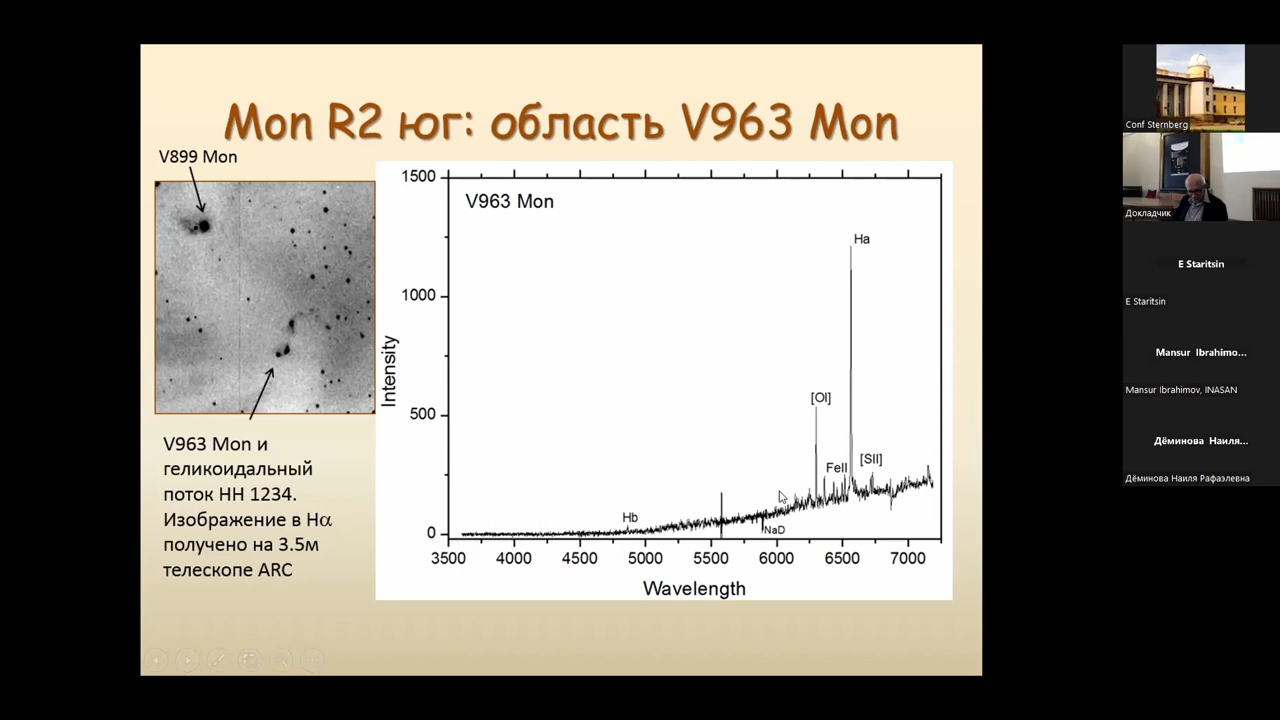 Mon R2 юг: область V963 Mon
V899 Mon
V963 Mon и
геликоидальный
поток HH 1234.
Изображение в Hα
получено на 3.5м
телескопе ARC
V963 Mon
1500
1000
500
0
Intensity
Ha
[OI]
FeII
[SII]
Hb
NaD
3500 4000 4500 5000 5500 6000 6500 7000
Wavelength
Conf Sternberg
Докладчик
E Staritsin
E Staritsin
Mansur Ibrahimo...
Mansur Ibrahimov, INASAN
Дёминова Наиля...
Дёминова Наиля Рафаэлевна